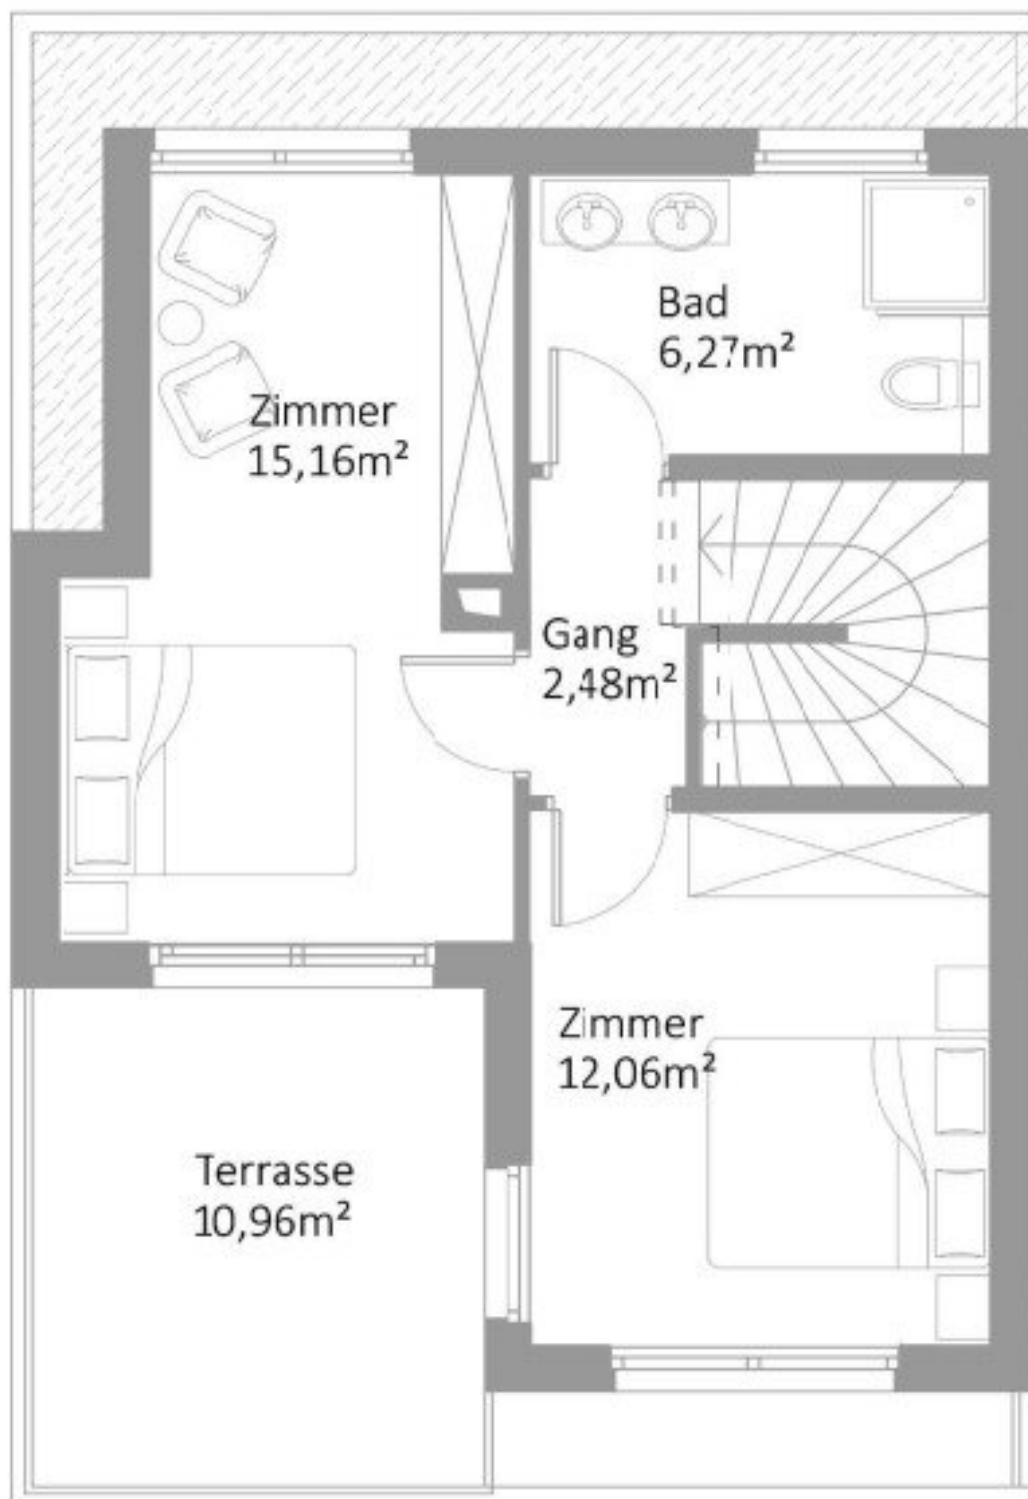 Bad
6,27m²
Zimmer
15,16m²
Gang
2,48m²
Zimmer
12,06m²
Terrasse
10,96m²